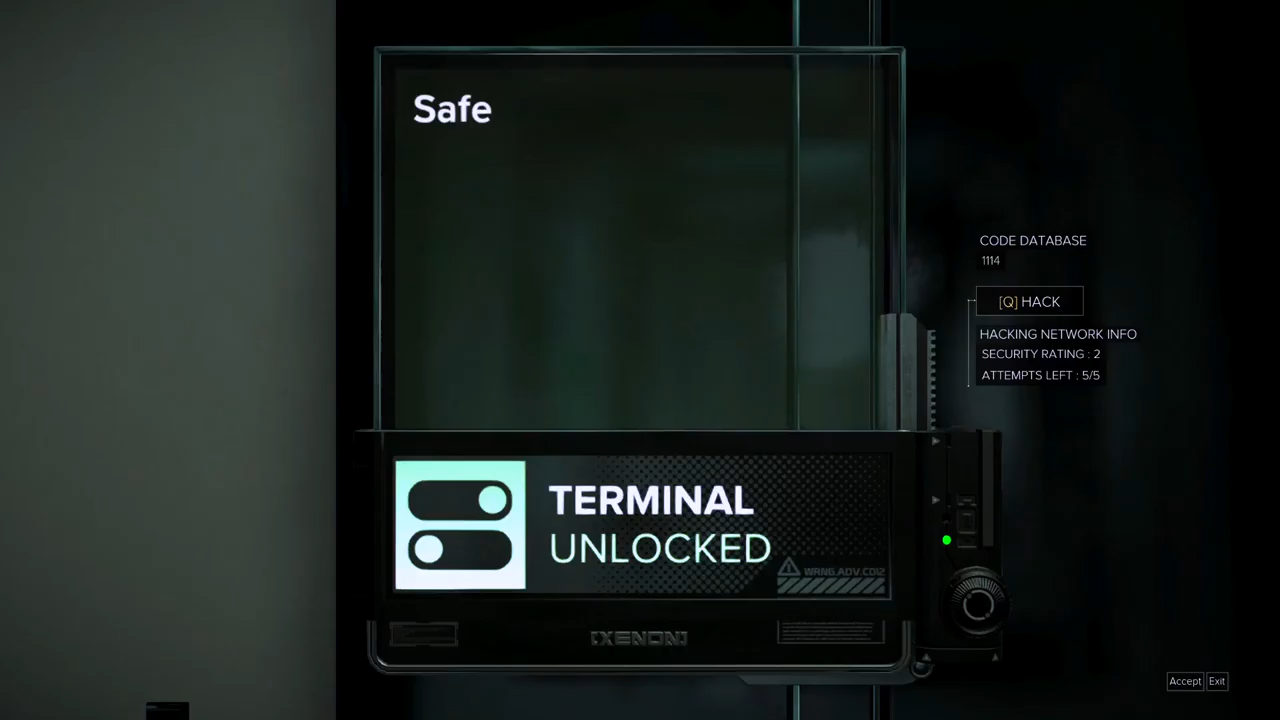 Safe
CODE DATABASE
1114
[Q] HACK
HACKING NETWORK INFO
SECURITY RATING : 2
ATTEMPTS LEFT : 5/5
TERMINAL
UNLOCKED
WRNG.ADV.CD12
[XENON]
Accept Exit